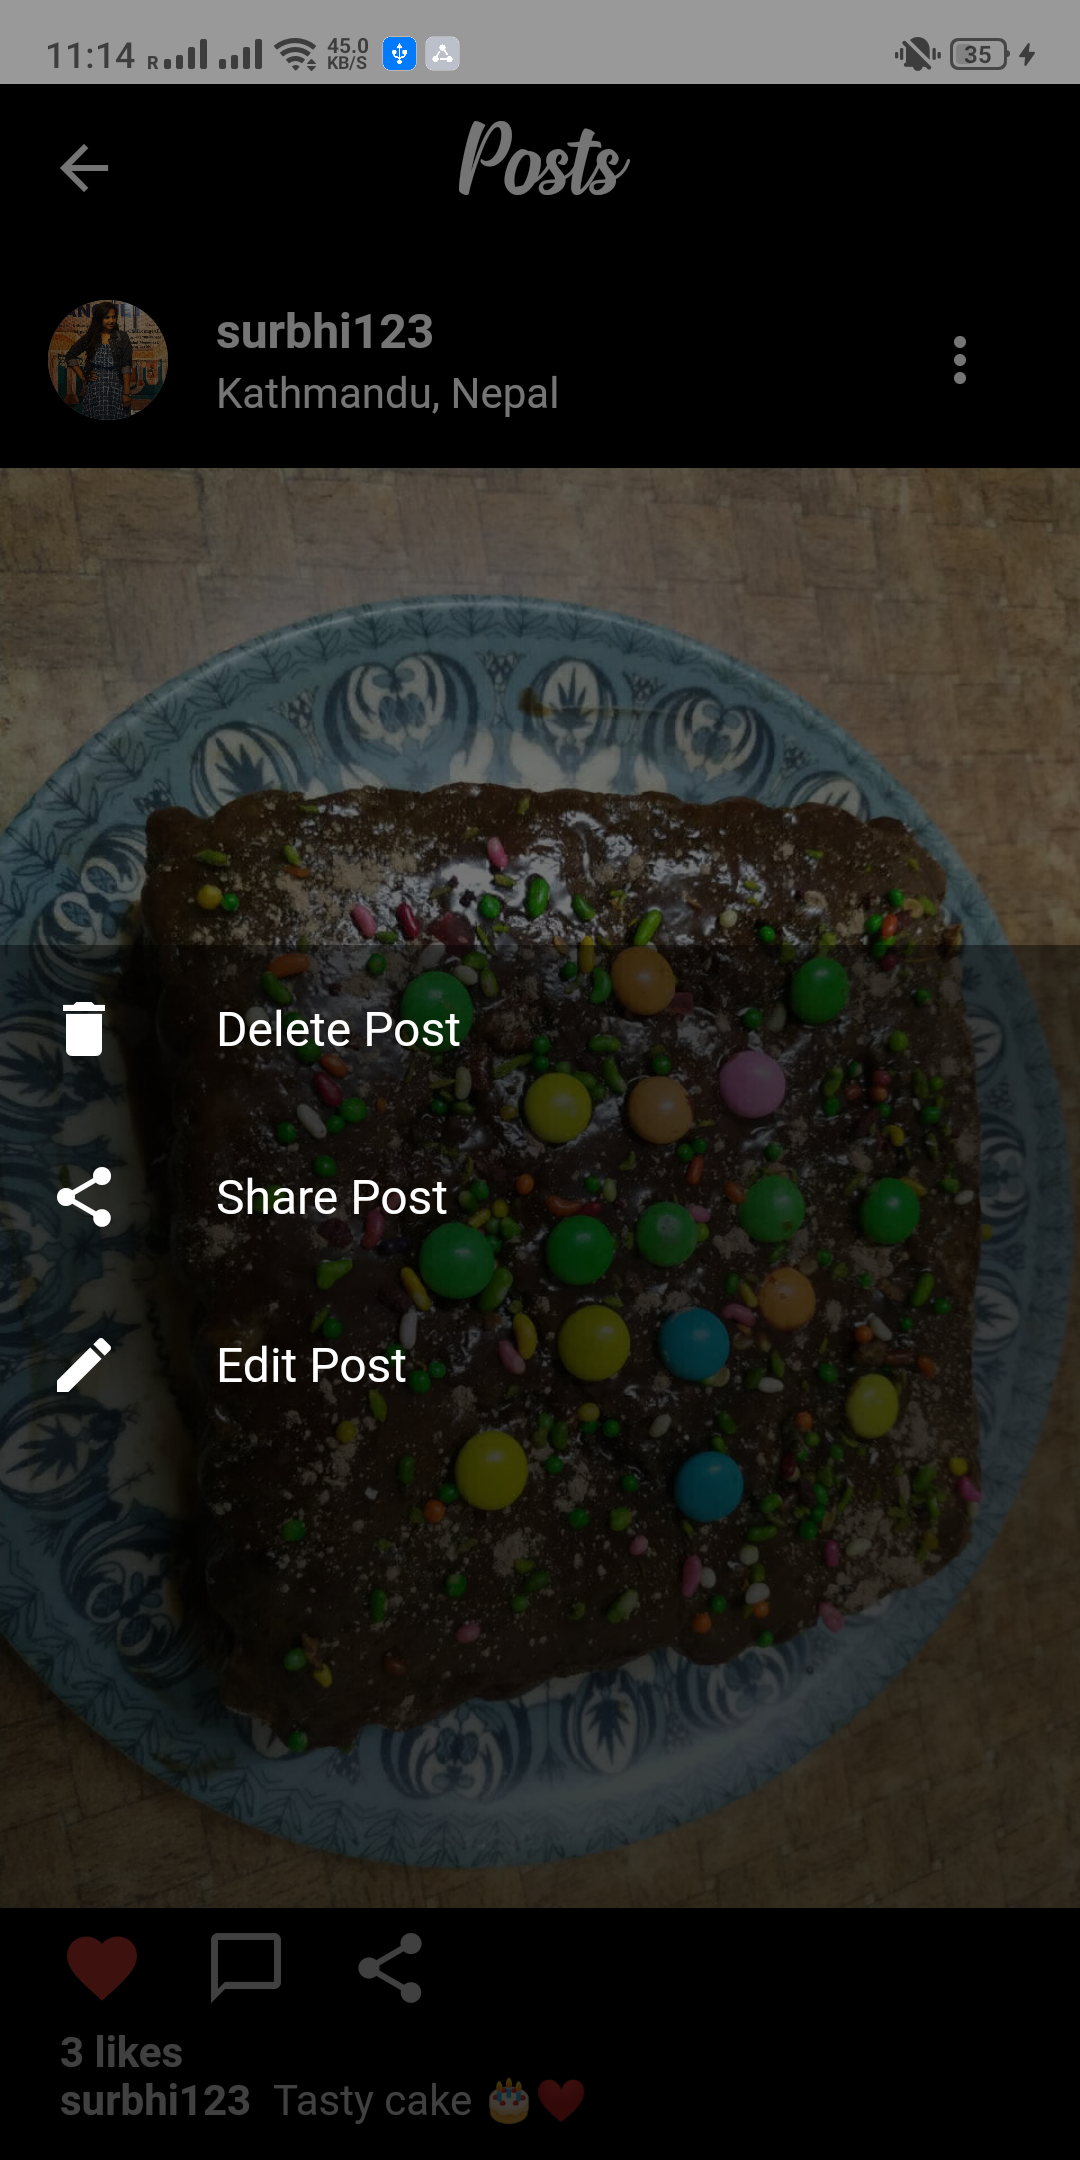 11:14 R 45.0 KB/S 35
Posts
surbhi123
Kathmandu, Nepal
Delete Post
Share Post
Edit Post
3 likes
surbhi123 Tasty cake 🎂❤️